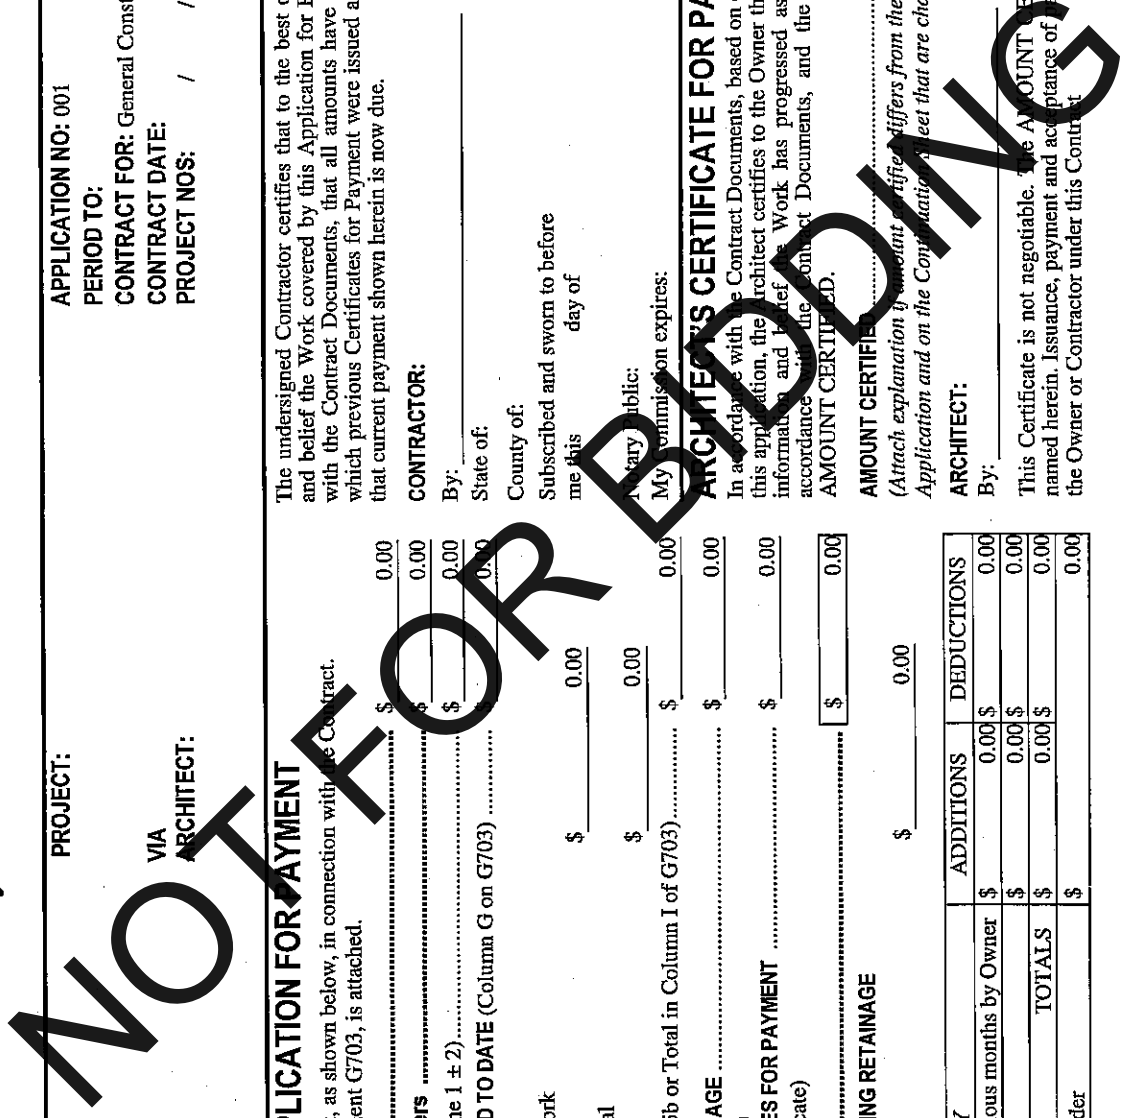 PROJECT:
VIA
ARCHITECT:
APPLICATION NO: 001
PERIOD TO:
CONTRACT FOR: General Const
CONTRACT DATE:
PROJECT NOS: / /
PLICATION FOR PAYMENT
, as shown below, in connection with the Contract.
ent G703, is attached.
$ 0.00
ers $ 0.00
ne 1 ± 2) $ 0.00
D TO DATE (Column G on G703) $ 0.00
ork $ 0.00
al $ 0.00
5b or Total in Column I of G703) $ 0.00
AGE $ 0.00
ES FOR PAYMENT $ 0.00
cate)
$ 0.00
NG RETAINAGE $ 0.00
ADDITIONS DEDUCTIONS
ous months by Owner $ 0.00 $ 0.00
$ 0.00 $ 0.00
TOTALS $ 0.00 $ 0.00
der $ 0.00
The undersigned Contractor certifies that to the best
and belief the Work covered by this Application for
with the Contract Documents, that all amounts have
which previous Certificates for Payment were issued a
that current payment shown herein is now due.
CONTRACTOR:
By:
State of:
County of:
Subscribed and sworn to before
me this day of
Notary Public:
My Commission expires:
ARCHITECT'S CERTIFICATE FOR PA
In accordance with the Contract Documents, based on
this application, the Architect certifies to the Owner th
information and belief the Work has progressed as
accordance with the Contract Documents, and the
AMOUNT CERTIFIED.
AMOUNT CERTIFIED
(Attach explanation if amount certified differs from the
Application and on the Continuation Sheet that are cha
ARCHITECT:
By:
This Certificate is not negotiable. The AMOUNT CE
named herein. Issuance, payment and acceptance of pa
the Owner or Contractor under this Contract
NOT FOR BIDDING